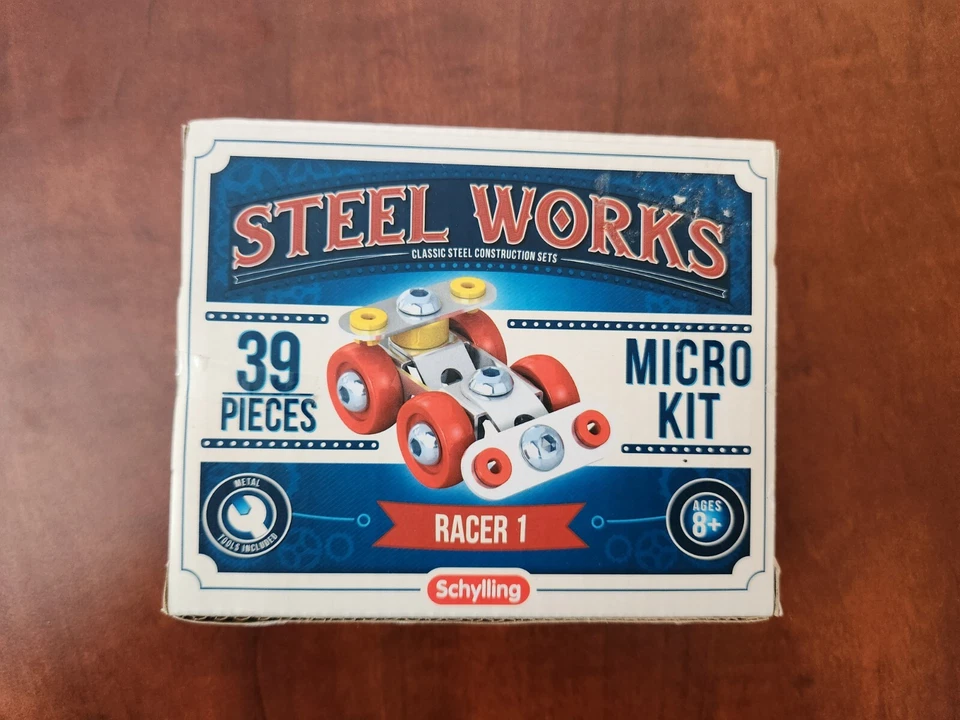 STEEL WORKS
CLASSIC STEEL CONSTRUCTION SETS
39
PIECES
MICRO
KIT
METAL
TOOLS INCLUDED
RACER 1
AGES
8+
Schylling